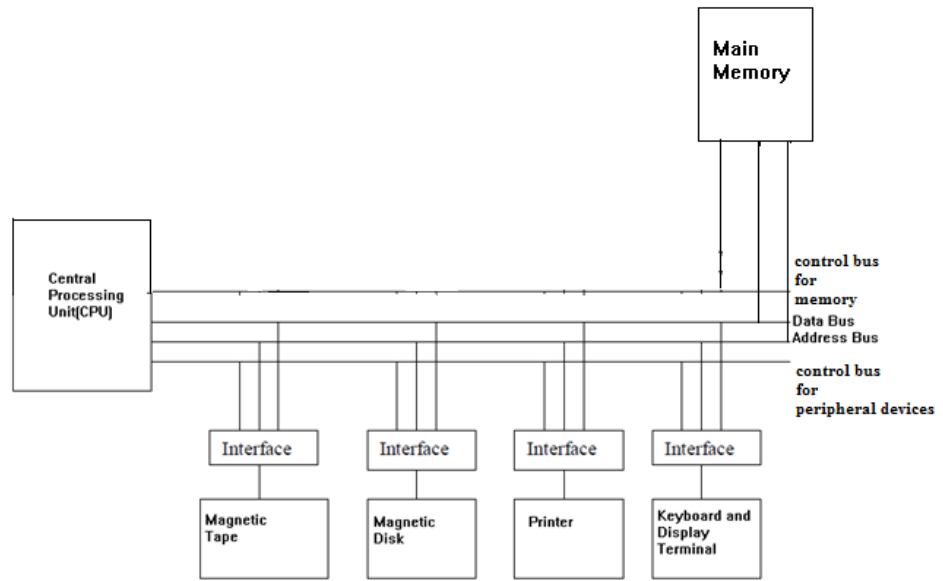 Main
Memory
Central
Processing
Unit(CPU)
control bus
for
memory
Data Bus
Address Bus
control bus
for
peripheral devices
Interface
Interface
Interface
Interface
Magnetic
Tape
Magnetic
Disk
Printer
Keyboard and
Display
Terminal